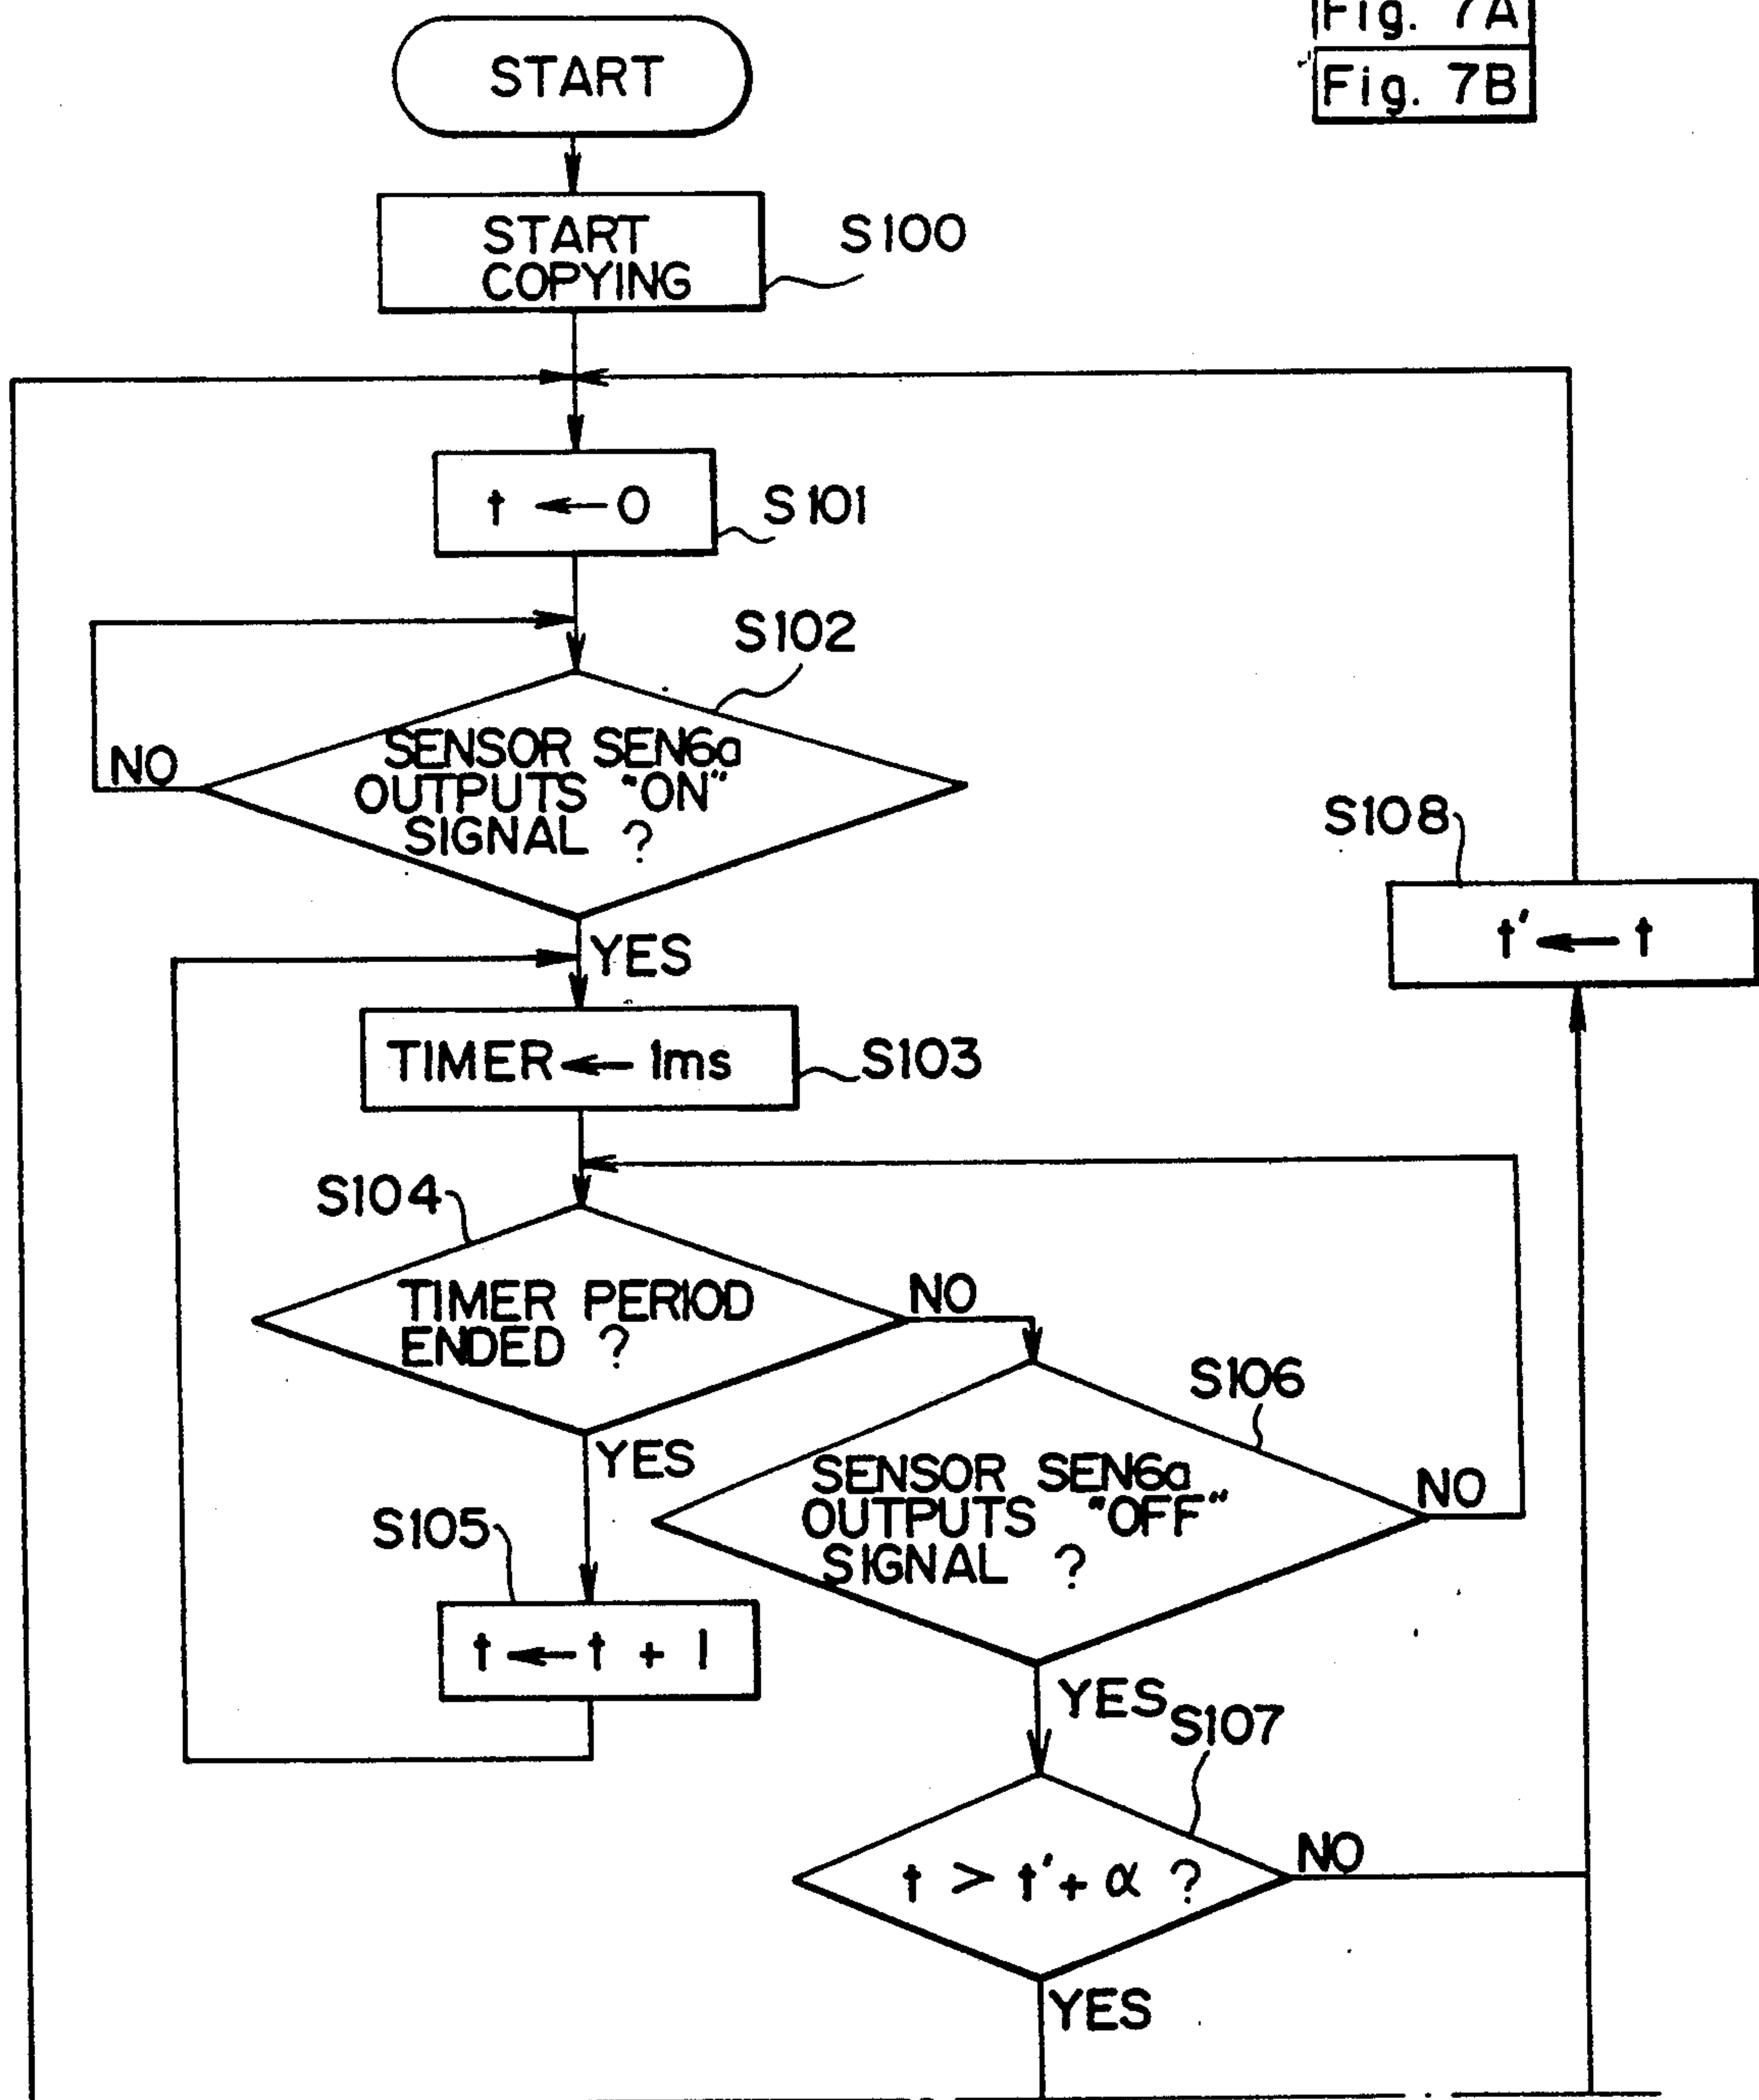 Fig. 7A
Fig. 7B
START
START
COPYING
S100
t ← 0
S101
S102
SENSOR SEN6a
OUTPUTS "ON"
SIGNAL ?
NO
YES
S108
t' ← t
TIMER ← 1ms
S103
S104
TIMER PERIOD
ENDED ?
NO
YES
S106
SENSOR SEN6a
OUTPUTS "OFF"
SIGNAL ?
NO
S105
t ← t + 1
YES
S107
t > t' + α ?
NO
YES